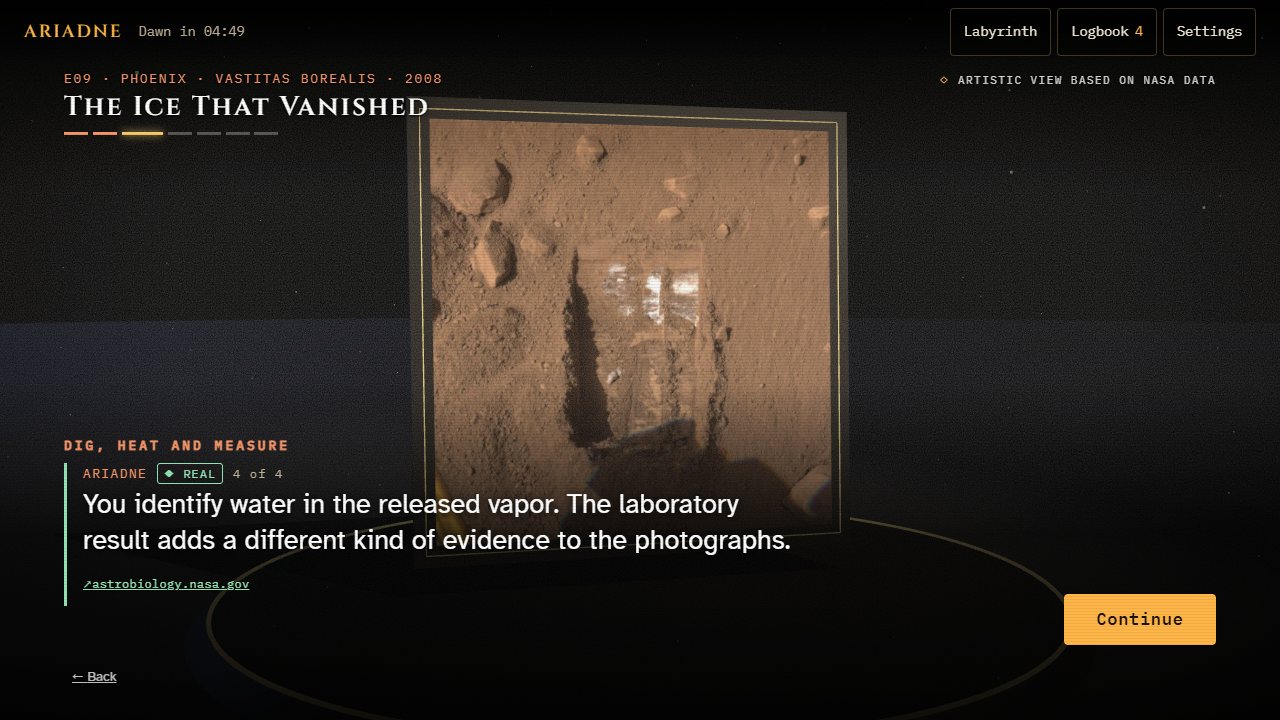 ARIADNE Dawn in 04:49 Labyrinth Logbook 4 Settings
E09 · PHOENIX · VASTITAS BOREALIS · 2008
◇ ARTISTIC VIEW BASED ON NASA DATA
The Ice That Vanished
DIG, HEAT AND MEASURE
ARIADNE ◆ REAL 4 of 4
You identify water in the released vapor. The laboratory
result adds a different kind of evidence to the photographs.
↗astrobiology.nasa.gov
Continue
← Back